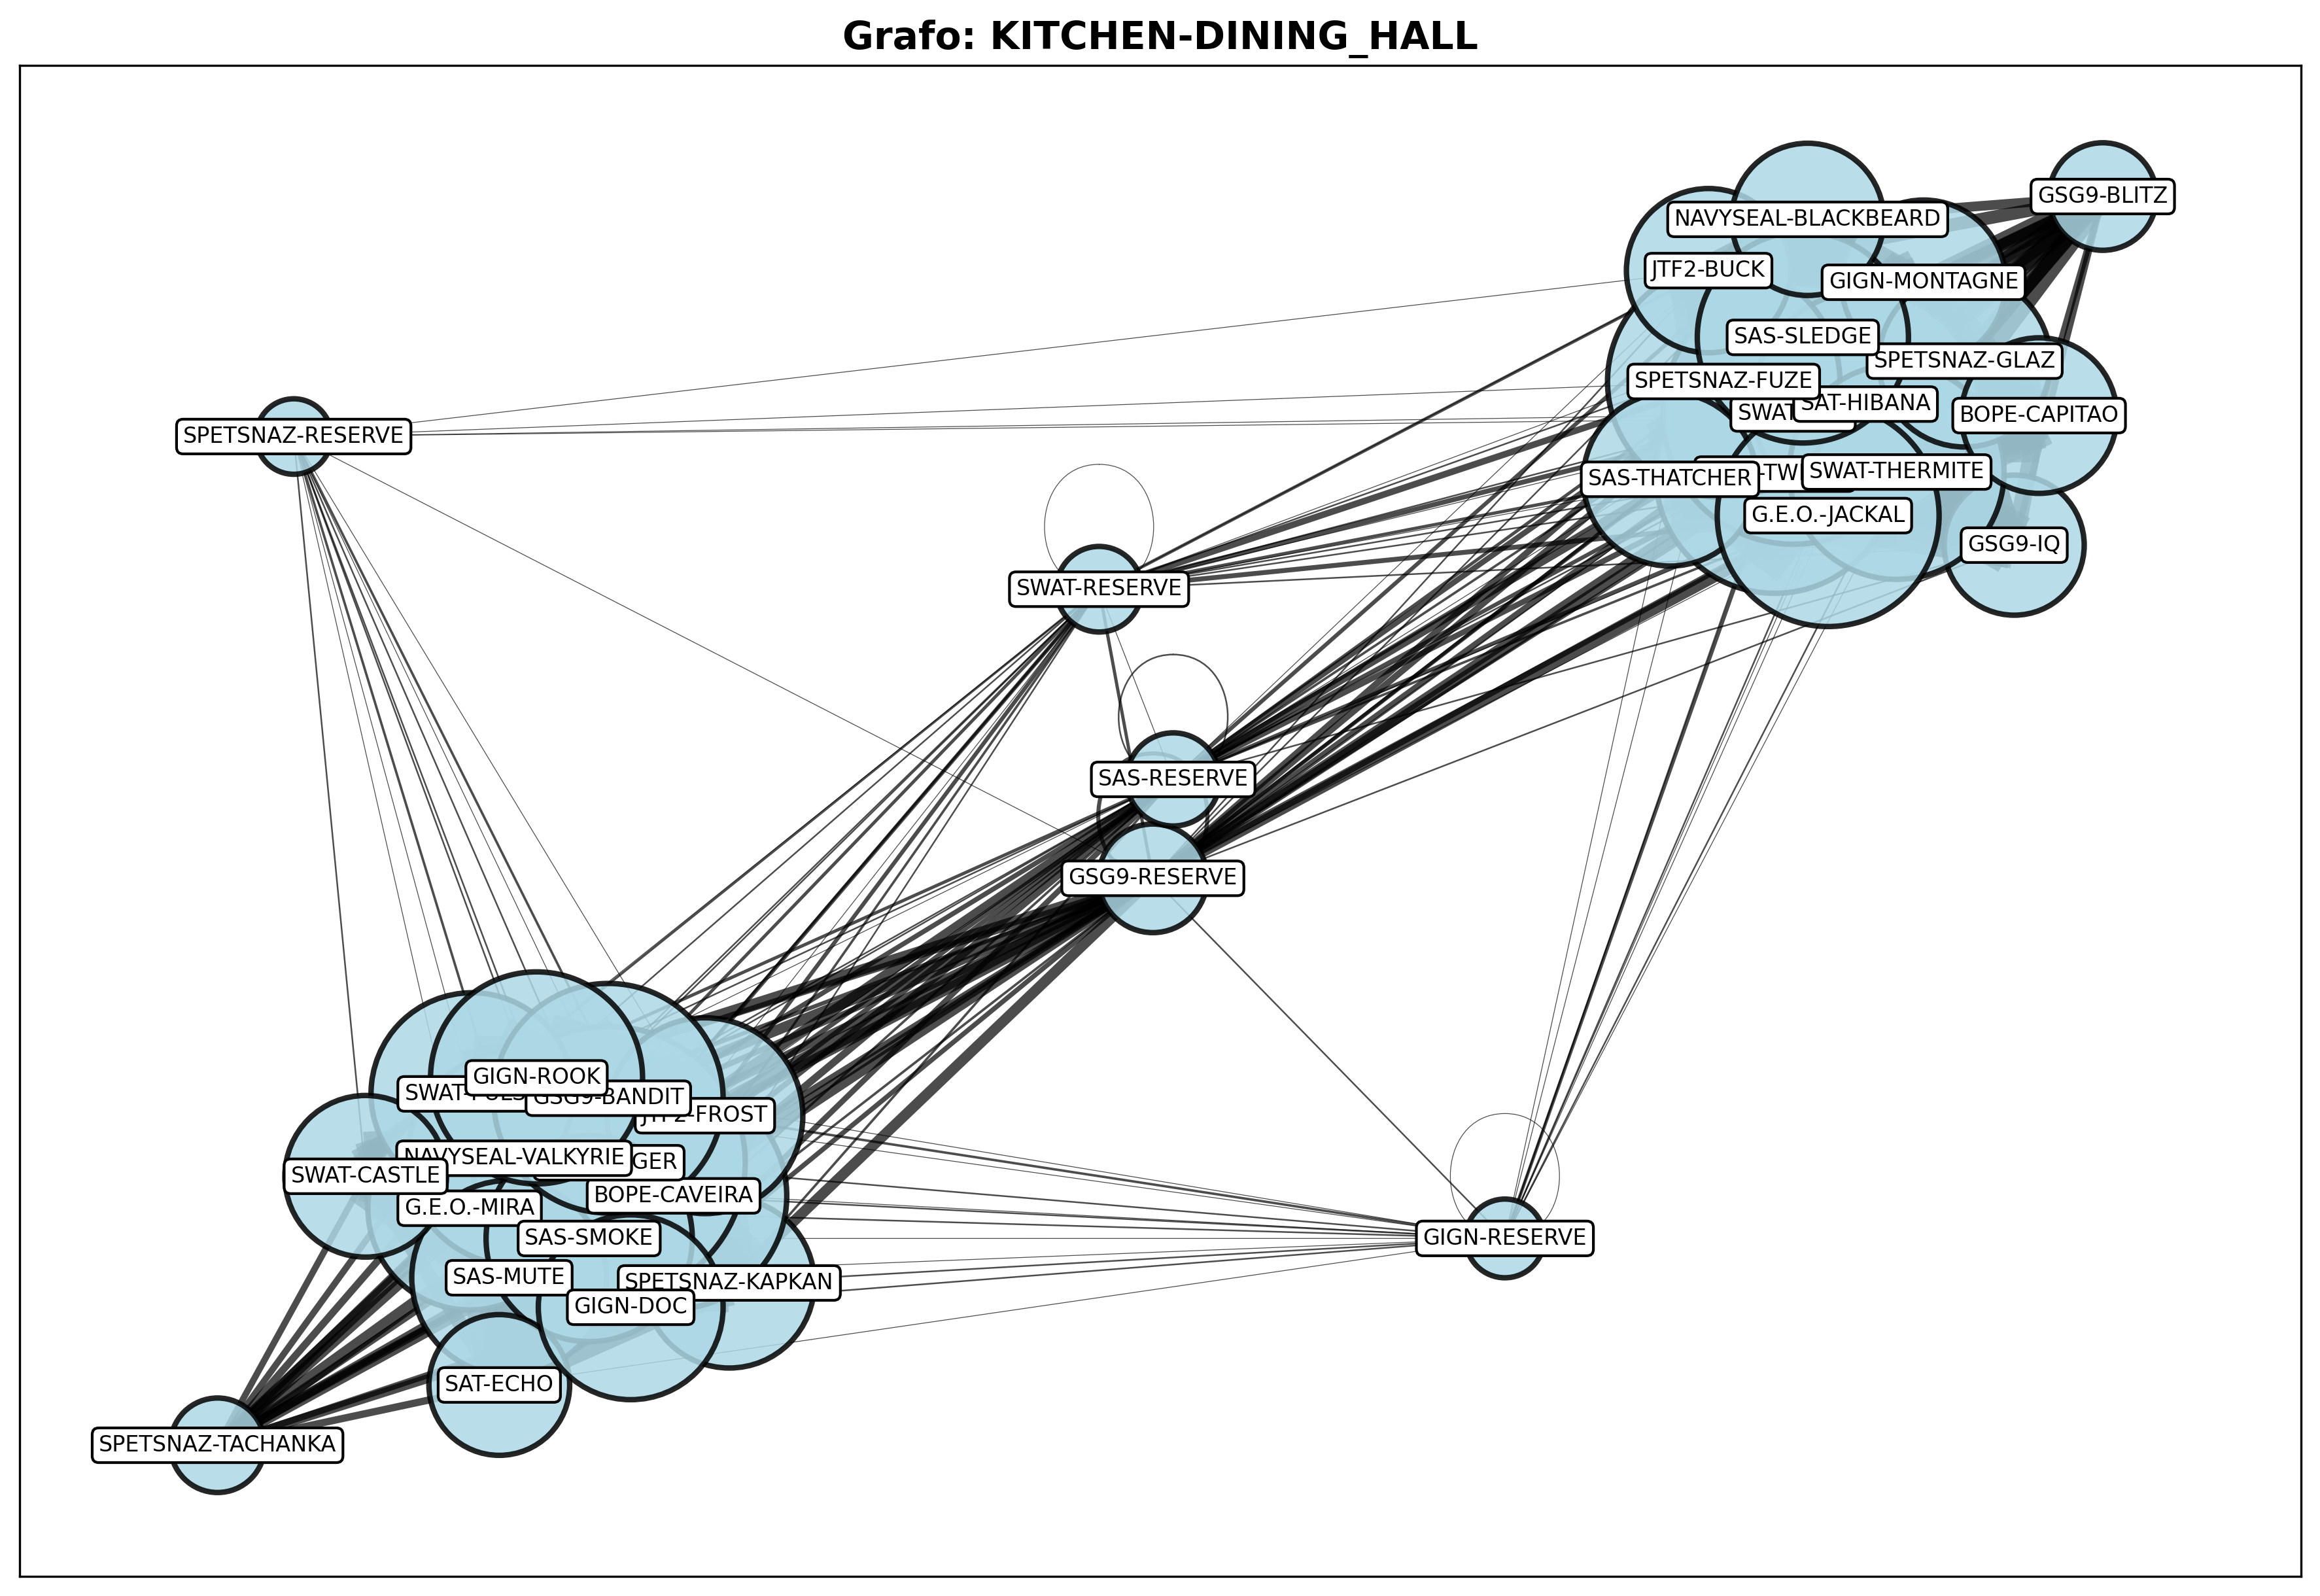 Grafo: KITCHEN-DINING_HALL
GSG9-BLITZ
NAVYSEAL-BLACKBEARD
JTF2-BUCK
GIGN-MONTAGNE
SAS-SLEDGE
SPETSNAZ-GLAZ
SPETSNAZ-FUZE
SAT-HIBANA
SWAT
BOPE-CAPITAO
SPETSNAZ-RESERVE
SAS-THATCHER
SWAT-THERMITE
G.E.O.-JACKAL
GSG9-IQ
SWAT-RESERVE
SAS-RESERVE
GSG9-RESERVE
GIGN-ROOK
GSG9-BANDIT
JTF2-FROST
NAVYSEAL-VALKYRIE
SWAT-CASTLE
BOPE-CAVEIRA
G.E.O.-MIRA
SAS-SMOKE
GIGN-RESERVE
SAS-MUTE
SPETSNAZ-KAPKAN
GIGN-DOC
SAT-ECHO
SPETSNAZ-TACHANKA